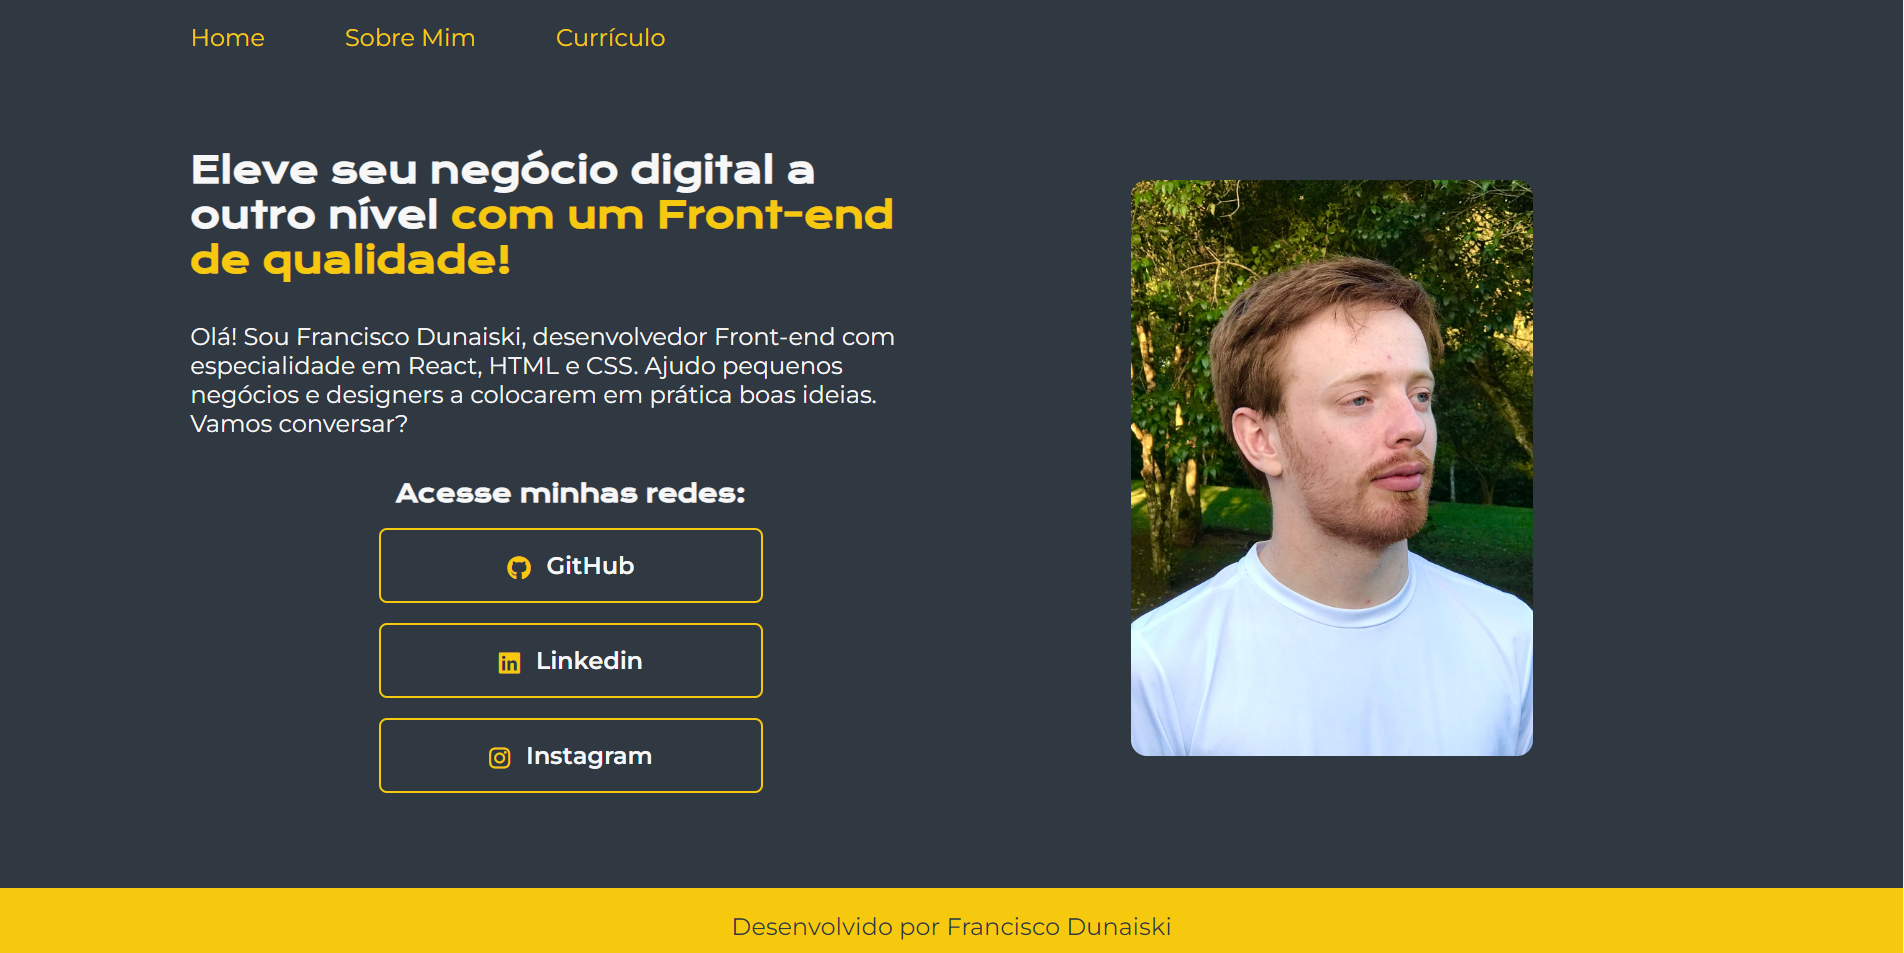 Home
Sobre Mim
Currículo
Eleve seu negócio digital a
outro nível com um Front-end
de qualidade!
Olá! Sou Francisco Dunaiski, desenvolvedor Front-end com
especialidade em React, HTML e CSS. Ajudo pequenos
negócios e designers a colocarem em prática boas ideias.
Vamos conversar?
Acesse minhas redes:
GitHub
in Linkedin
Instagram
Desenvolvido por Francisco Dunaiski